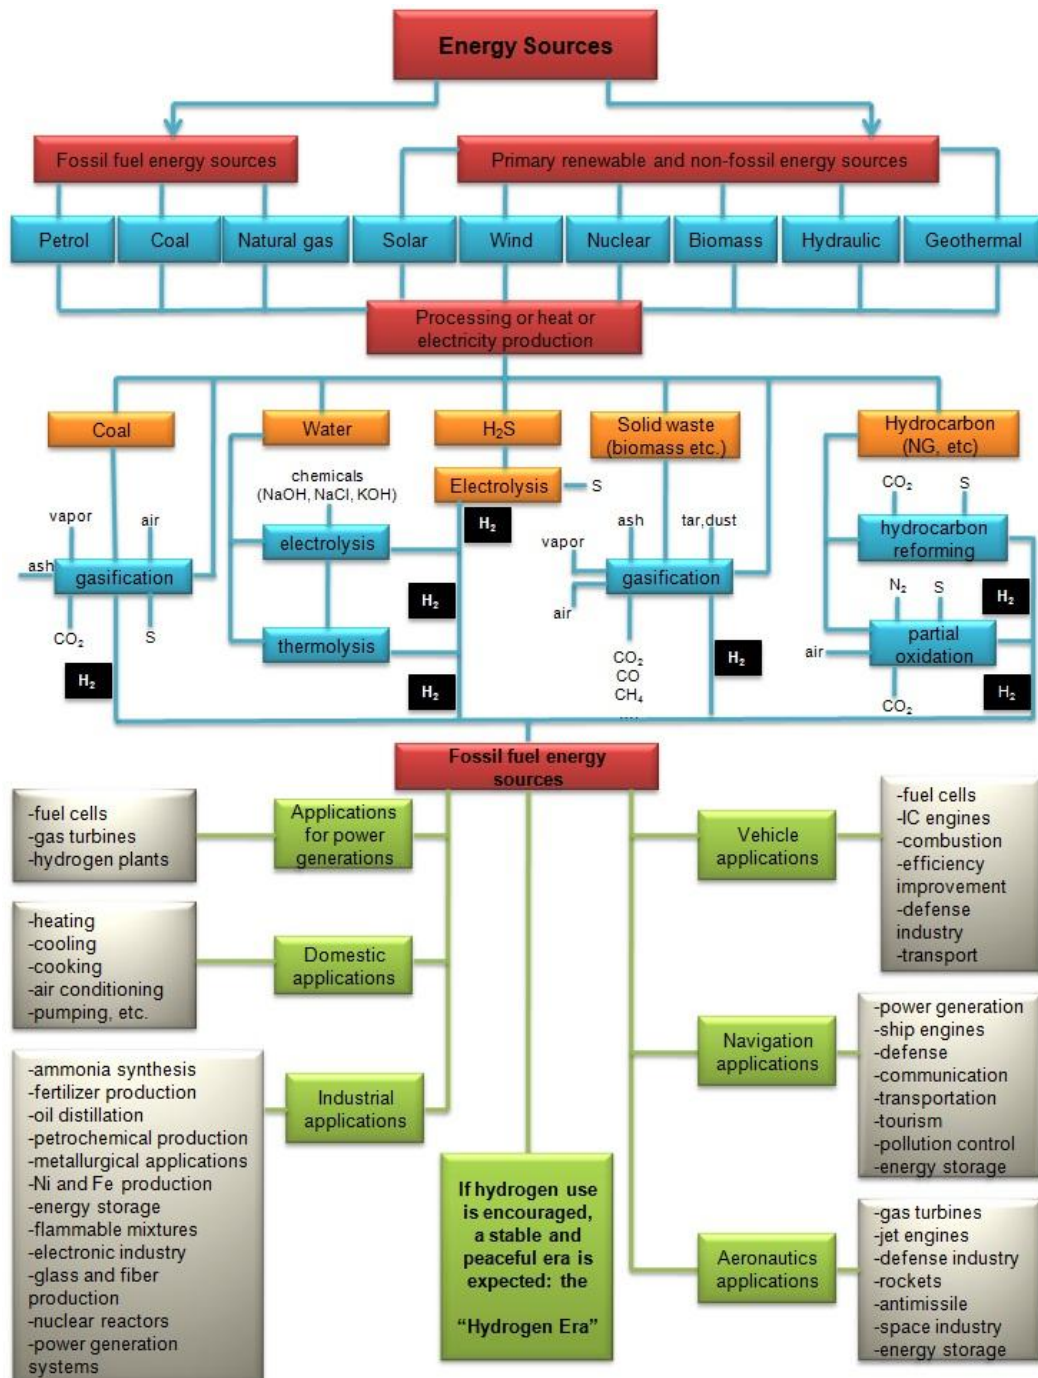 Energy Sources
Fossil fuel energy sources
Primary renewable and non-fossil energy sources
Petrol
Coal
Natural gas
Solar
Wind
Nuclear
Biomass
Hydraulic
Geothermal
Processing or heat or
electricity production
Coal
Water
H₂S
Solid waste
(biomass etc.)
Hydrocarbon
(NG, etc)
vapor
air
ash
gasification
CO₂
S
H₂
chemicals
(NaOH, NaCl, KOH)
electrolysis
H₂
thermolysis
H₂
Electrolysis
S
H₂
ash
tar,dust
vapor
gasification
air
CO₂
CO
CH₄
....
H₂
CO₂
S
hydrocarbon
reforming
H₂
N₂
S
partial
oxidation
air
CO₂
H₂
Fossil fuel energy
sources
-fuel cells
-gas turbines
-hydrogen plants
Applications
for power
generations
-heating
-cooling
-cooking
-air conditioning
-pumping, etc.
Domestic
applications
-ammonia synthesis
-fertilizer production
-oil distillation
-petrochemical production
-metallurgical applications
-Ni and Fe production
-energy storage
-flammable mixtures
-electronic industry
-glass and fiber
production
-nuclear reactors
-power generation
systems
Industrial
applications
If hydrogen use
is encouraged,
a stable and
peaceful era is
expected: the
“Hydrogen Era”
Vehicle
applications
-fuel cells
-IC engines
-combustion
-efficiency
improvement
-defense
industry
-transport
Navigation
applications
-power generation
-ship engines
-defense
-communication
-transportation
-tourism
-pollution control
-energy storage
Aeronautics
applications
-gas turbines
-jet engines
-defense industry
-rockets
-antimissile
-space industry
-energy storage